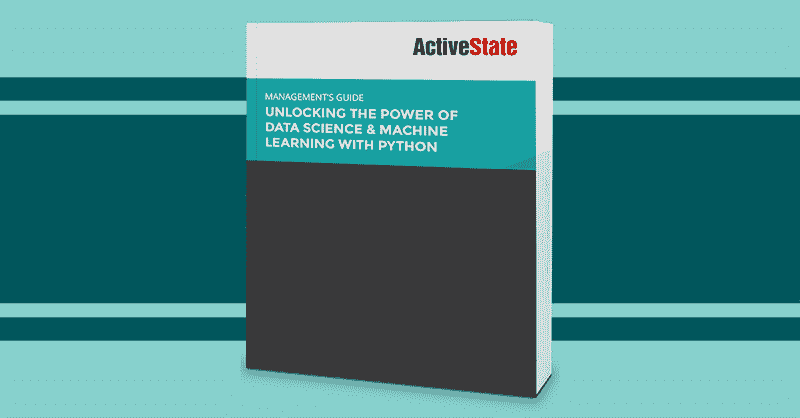 ActiveState
MANAGEMENT'S GUIDE
UNLOCKING THE POWER OF
DATA SCIENCE & MACHINE
LEARNING WITH PYTHON